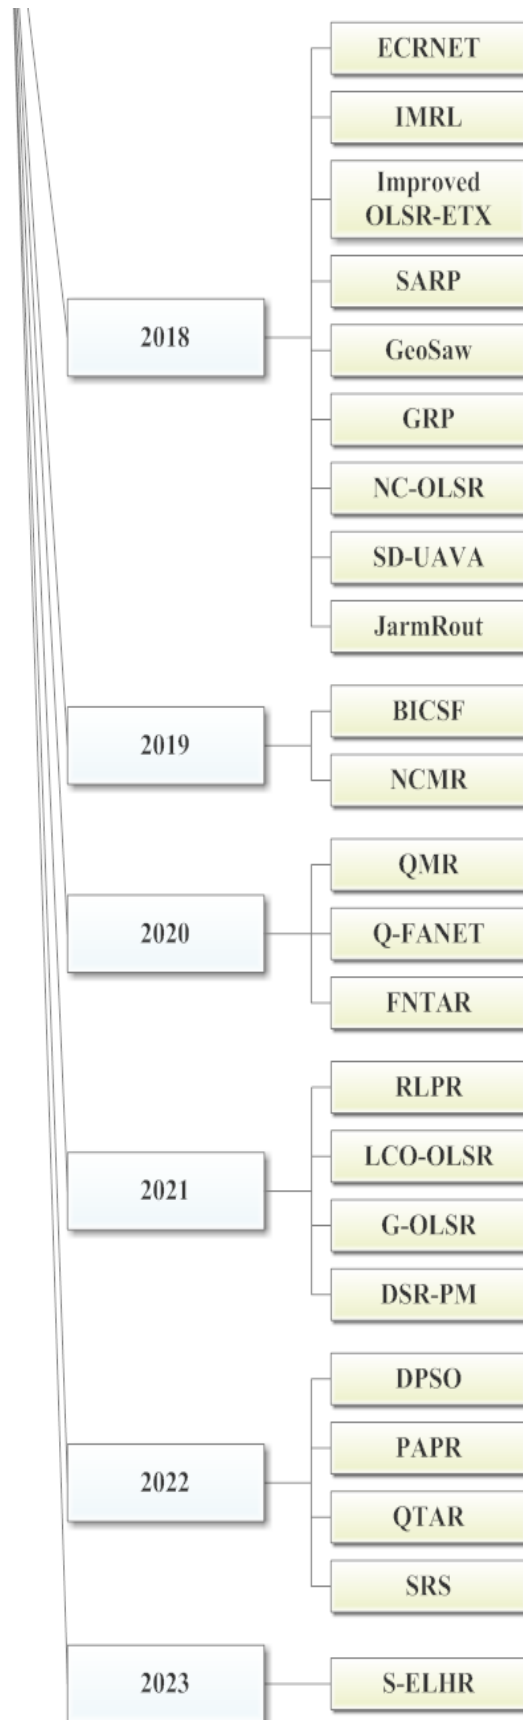 2018
ECRNET
IMRL
Improved
OLSR-ETX
SARP
GeoSaw
GRP
NC-OLSR
SD-UAVA
JarmRout
2019
BICSF
NCMR
2020
QMR
Q-FANET
FNTAR
2021
RLPR
LCO-OLSR
G-OLSR
DSR-PM
2022
DPSO
PAPR
QTAR
SRS
2023
S-ELHR